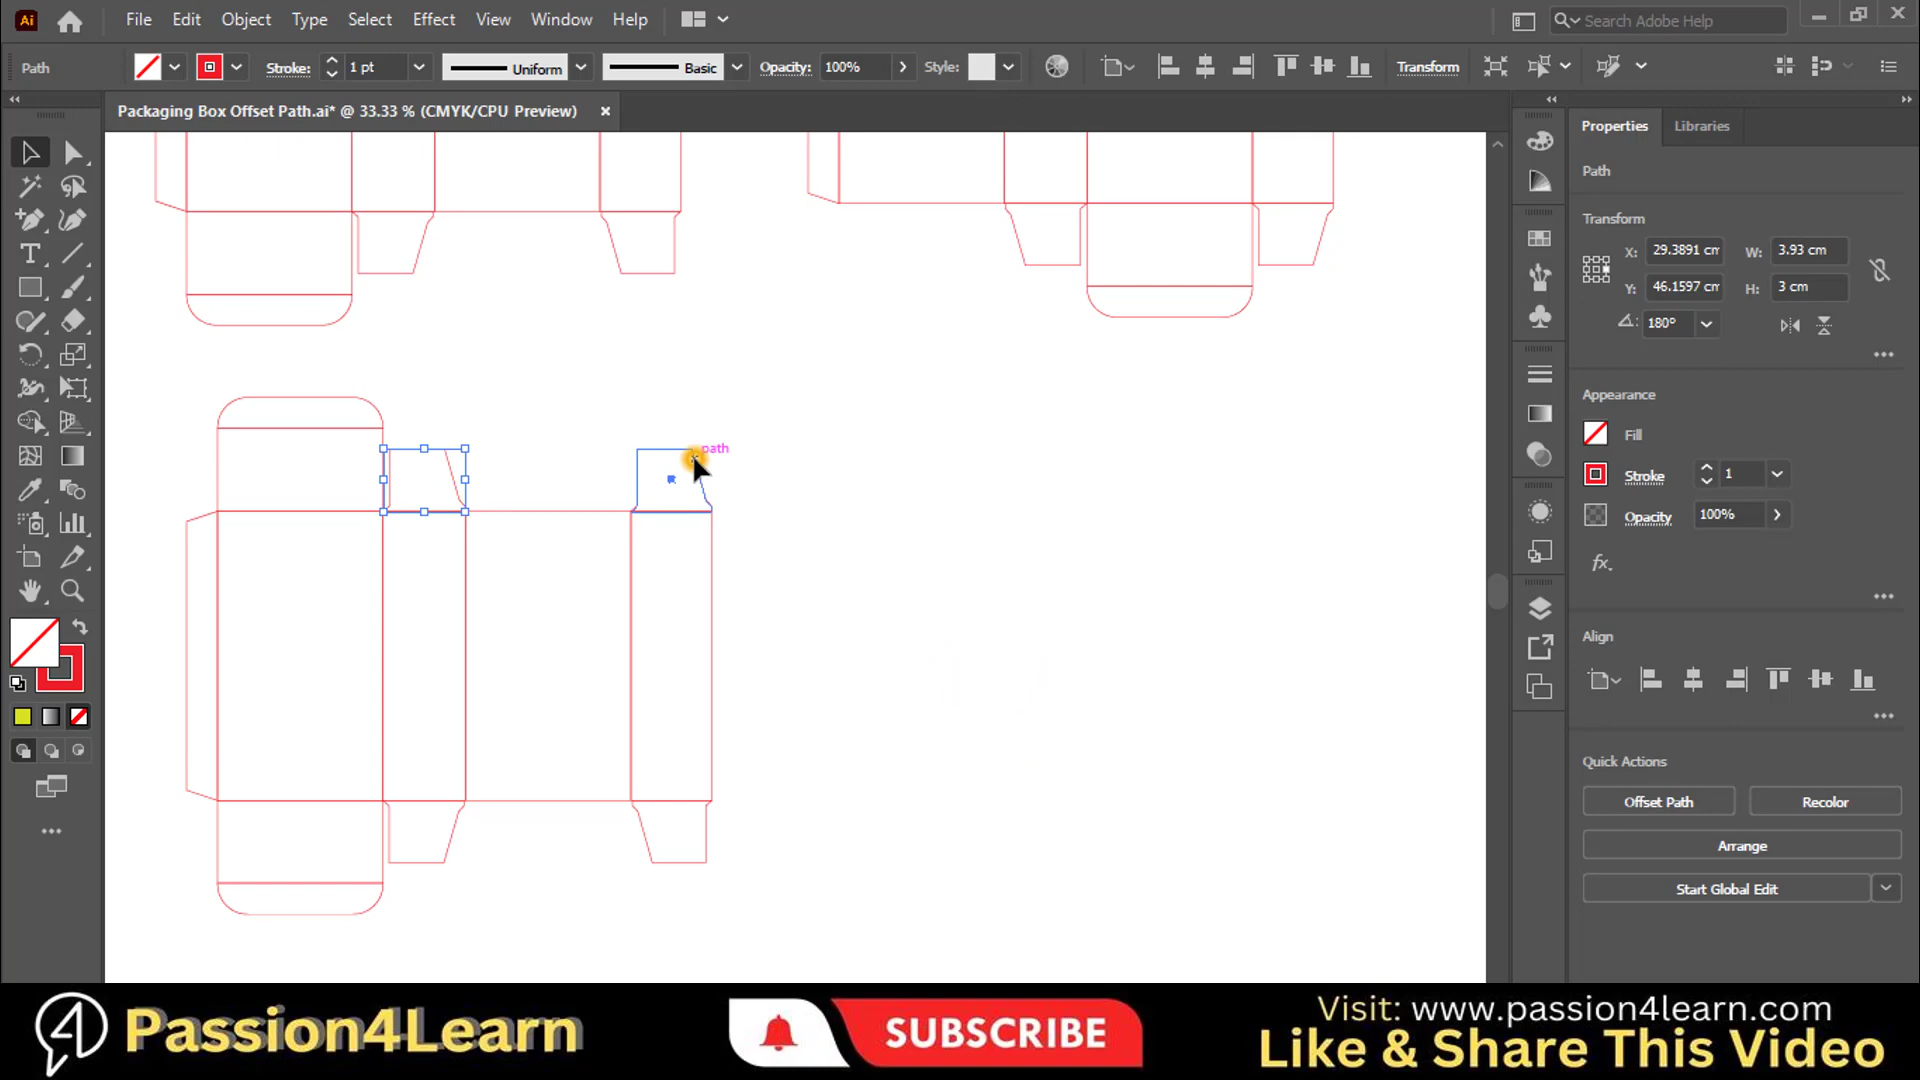 Ai File Edit Object Type Select Effect View Window Help Search Adobe Help
Path Stroke: 1 pt Uniform Basic Opacity: 100% Style: Transform
Packaging Box Offset Path.ai* @ 33.33 % (CMYK/CPU Preview) ×
Properties Libraries
Path
Transform
X: 29.3891 cm W: 3.93 cm
Y: 46.1597 cm H: 3 cm
180°
Appearance
Fill
Stroke 1
Opacity 100%
fx
path
Align
Quick Actions
Offset Path Recolor
Arrange
Start Global Edit
Passion4Learn
SUBSCRIBE
Visit: www.passion4learn.com
Like & Share This Video